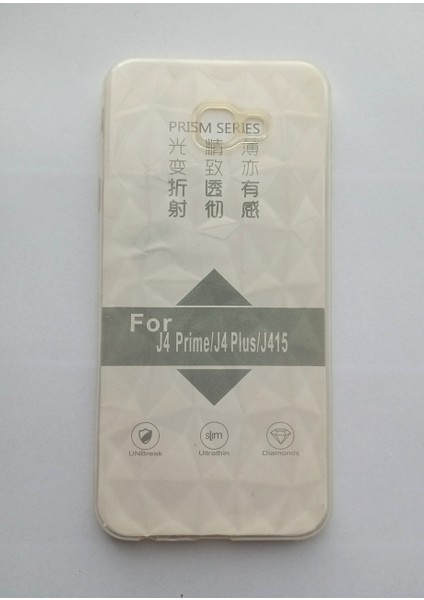 PRISM SERIES
光变折射
精致透彻
薄亦有感
For
J4 Prime/J4 Plus/J415
UNBreak
slim
Ultrathin
Diamonds